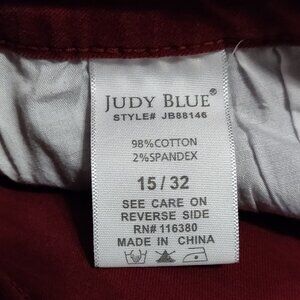 JUDY BLUE®
STYLE# JB88146
98%COTTON
2%SPANDEX
15 / 32
SEE CARE ON
REVERSE SIDE
RN# 116380
MADE IN CHINA